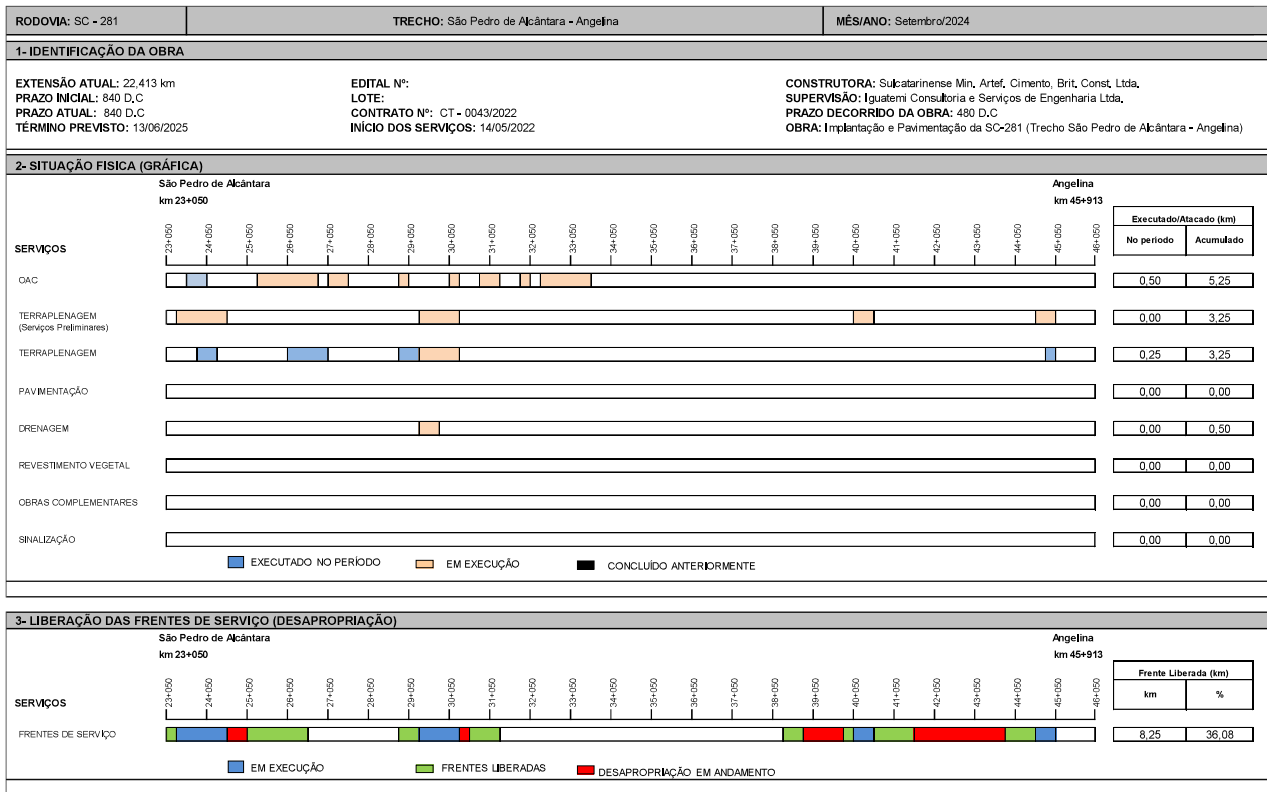 RODOVIA: SC - 281 TRECHO: São Pedro de Alcântara - Angelina MÊS/ANO: Setembro/2024
1- IDENTIFICAÇÃO DA OBRA
EXTENSÃO ATUAL: 22,413 km EDITAL Nº: CONSTRUTORA: Sulcatarinense Min. Artef. Cimento, Brit. Const. Ltda.
PRAZO INICIAL: 840 D.C LOTE: SUPERVISÃO: Iguatemi Consultoria e Serviços de Engenharia Ltda.
PRAZO ATUAL: 840 D.C CONTRATO Nº: CT - 0043/2022 PRAZO DECORRIDO DA OBRA: 480 D.C
TÉRMINO PREVISTO: 13/06/2025 INÍCIO DOS SERVIÇOS: 14/05/2022 OBRA: Implantação e Pavimentação da SC-281 (Trecho São Pedro de Alcântara - Angelina)
2- SITUAÇÃO FISICA (GRÁFICA)
São Pedro de Alcântara Angelina
km 23+050 km 45+913
Executado/Atacado (km)
SERVIÇOS 23+050 24+050 25+050 26+050 27+050 28+050 29+050 30+050 31+050 32+050 33+050 34+050 35+050 36+050 37+050 38+050 39+050 40+050 41+050 42+050 43+050 44+050 45+050 46+050 No período Acumulado
OAC 0,50 5,25
TERRAPLENAGEM
(Serviços Preliminares) 0,00 3,25
TERRAPLENAGEM 0,25 3,25
PAVIMENTAÇÃO 0,00 0,00
DRENAGEM 0,00 0,50
REVESTIMENTO VEGETAL 0,00 0,00
OBRAS COMPLEMENTARES 0,00 0,00
SINALIZAÇÃO 0,00 0,00
EXECUTADO NO PERÍODO EM EXECUÇÃO CONCLUÍDO ANTERIORMENTE
3- LIBERAÇÃO DAS FRENTES DE SERVIÇO (DESAPROPRIAÇÃO)
São Pedro de Alcântara Angelina
km 23+050 km 45+913
Frente Liberada (km)
SERVIÇOS 23+050 24+050 25+050 26+050 27+050 28+050 29+050 30+050 31+050 32+050 33+050 34+050 35+050 36+050 37+050 38+050 39+050 40+050 41+050 42+050 43+050 44+050 45+050 46+050 km %
FRENTES DE SERVIÇO 8,25 36,08
EM EXECUÇÃO FRENTES LIBERADAS DESAPROPRIAÇÃO EM ANDAMENTO